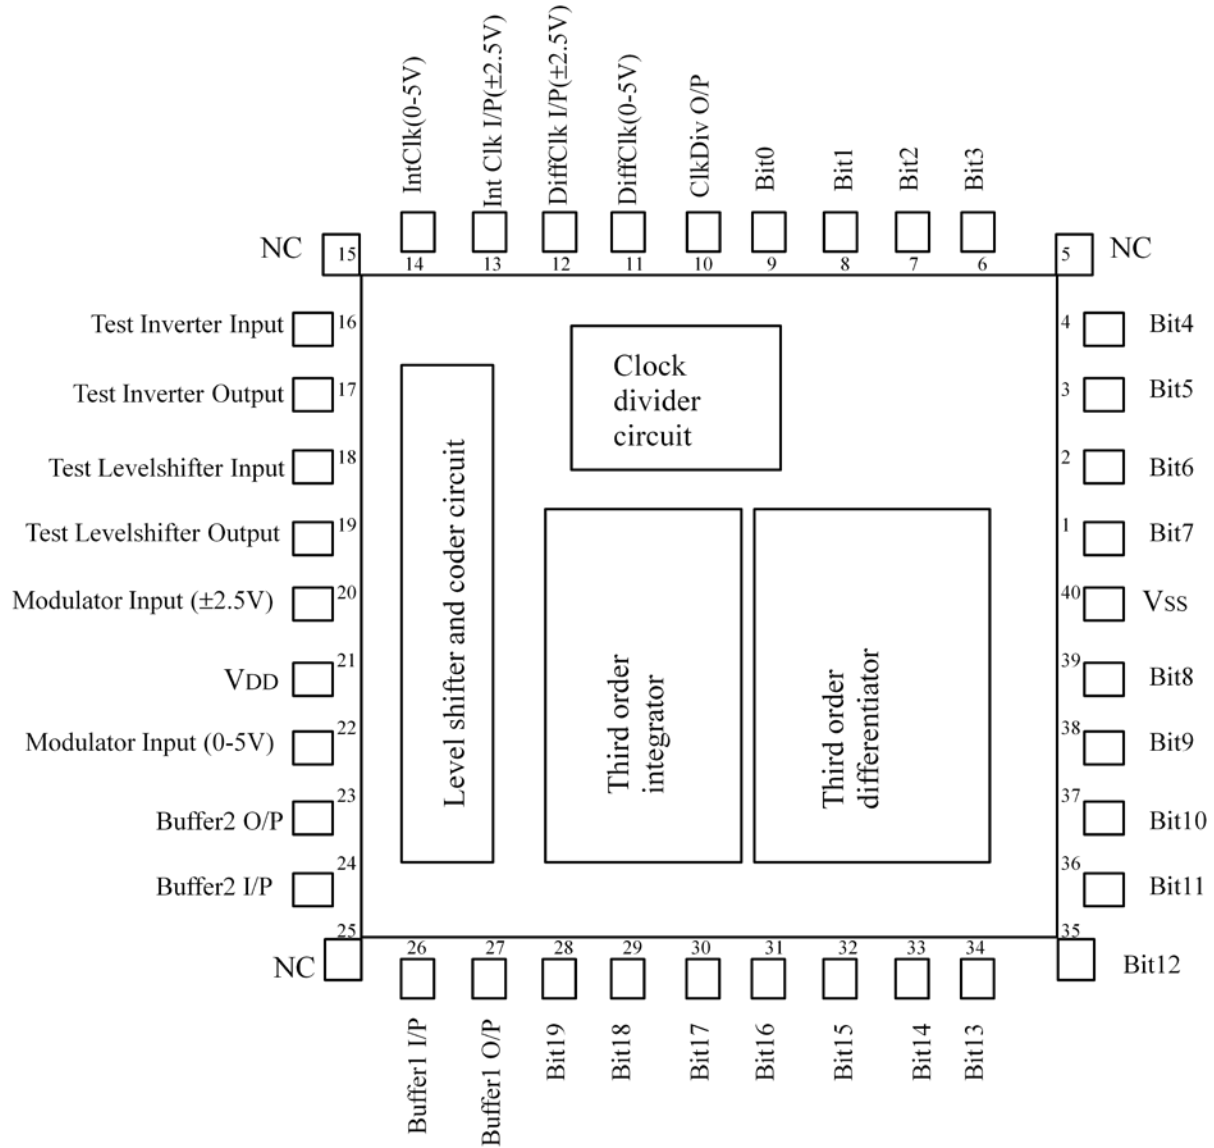 IntClk(0-5V)
Int Clk I/P(±2.5V)
DiffClk I/P(±2.5V)
DiffClk(0-5V)
ClkDiv O/P
Bit0
Bit1
Bit2
Bit3
NC
15
14
13
12
11
10
9
8
7
6
5
NC
Test Inverter Input
16
4
Bit4
Test Inverter Output
17
3
Bit5
Test Levelshifter Input
18
2
Bit6
Test Levelshifter Output
19
1
Bit7
Modulator Input (±2.5V)
20
40
VSS
VDD
21
39
Bit8
Modulator Input (0-5V)
22
38
Bit9
Buffer2 O/P
23
37
Bit10
Buffer2 I/P
24
36
Bit11
Clock
divider
circuit
Level shifter and coder circuit
Third order
integrator
Third order
differentiator
25
NC
26
27
28
29
30
31
32
33
34
35
Bit12
Buffer1 I/P
Buffer1 O/P
Bit19
Bit18
Bit17
Bit16
Bit15
Bit14
Bit13